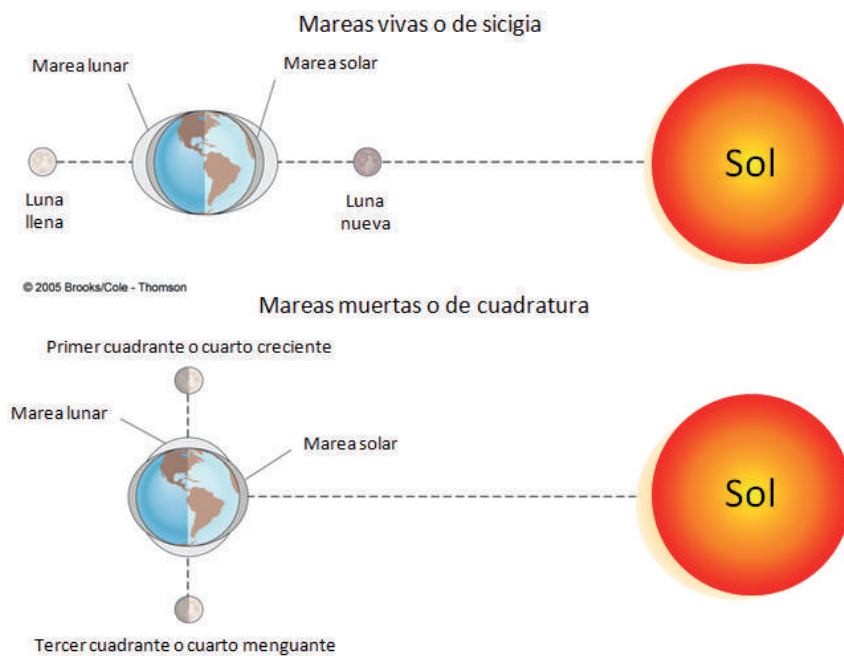 Mareas vivas o de sicigia
Marea lunar
Marea solar
Sol
Luna
llena
Luna
nueva
© 2005 Brooks/Cole - Thomson
Mareas muertas o de cuadratura
Primer cuadrante o cuarto creciente
Marea lunar
Marea solar
Sol
Tercer cuadrante o cuarto menguante